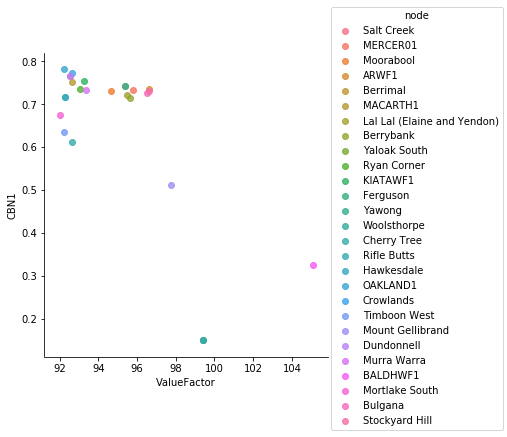 node
Salt Creek
MERCER01
Moorabool
ARWF1
Berrimal
MACARTH1
Lal Lal (Elaine and Yendon)
Berrybank
Yaloak South
Ryan Corner
KIATAWF1
Ferguson
Yawong
Woolsthorpe
Cherry Tree
Rifle Butts
Hawkesdale
OAKLAND1
Crowlands
Timboon West
Mount Gellibrand
Dundonnell
Murra Warra
BALDHWF1
Mortlake South
Bulgana
Stockyard Hill
0.8
0.7
0.6
0.5
0.4
0.3
0.2
CBN1
92 94 96 98 100 102 104
ValueFactor